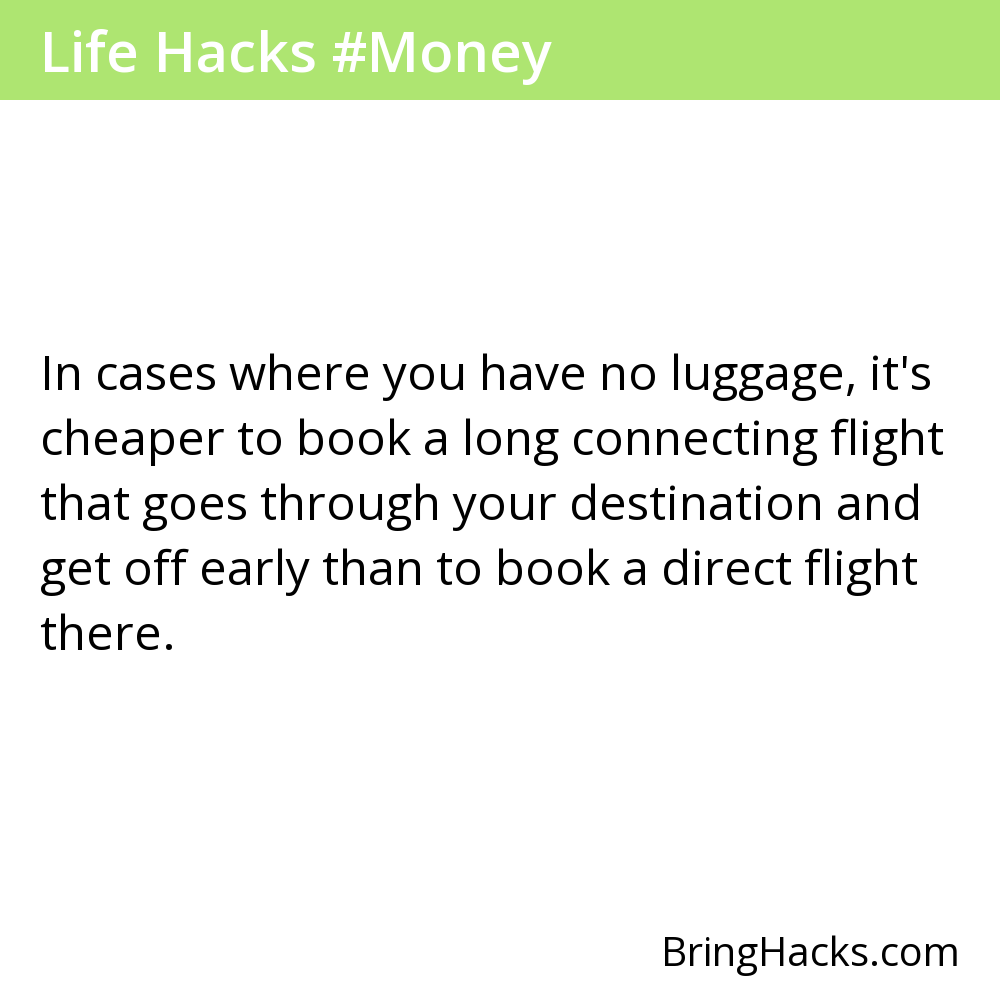 Life Hacks #Money
In cases where you have no luggage, it's
cheaper to book a long connecting flight
that goes through your destination and
get off early than to book a direct flight
there.
BringHacks.com